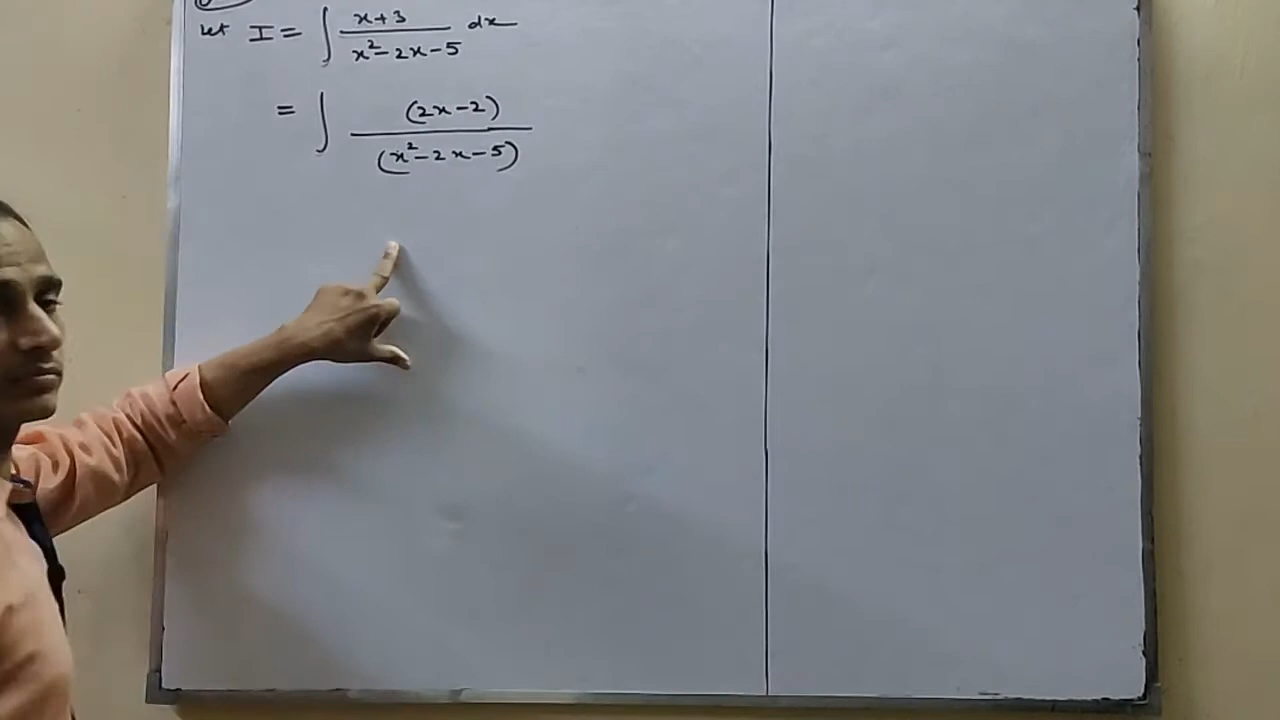 Let I = ∫ x+3 / x²-2x-5 dx
= ∫ (2x-2) / (x²-2x-5)